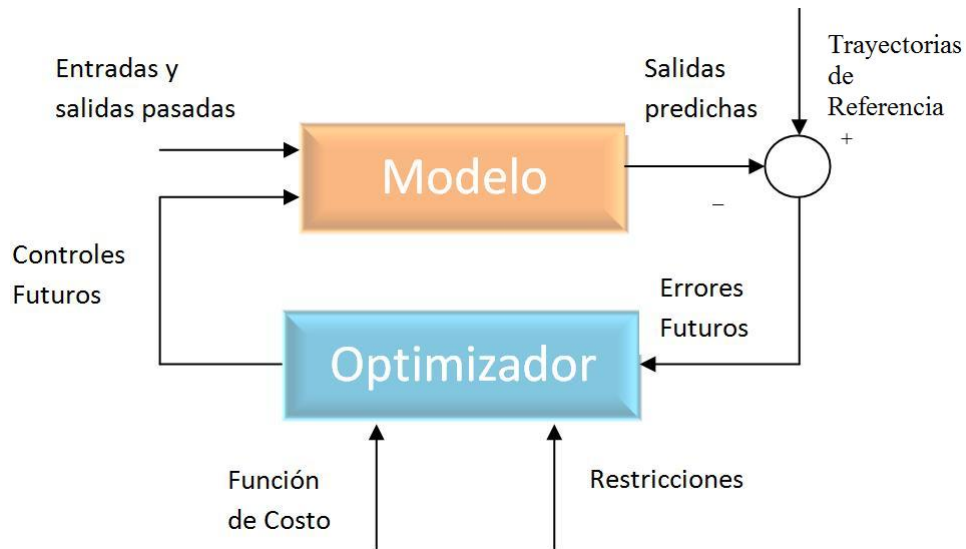 Entradas y
salidas pasadas
Salidas
predichas
Trayectorias
de
Referencia
+
Modelo
−
Controles
Futuros
Errores
Futuros
Optimizador
Función
de Costo
Restricciones